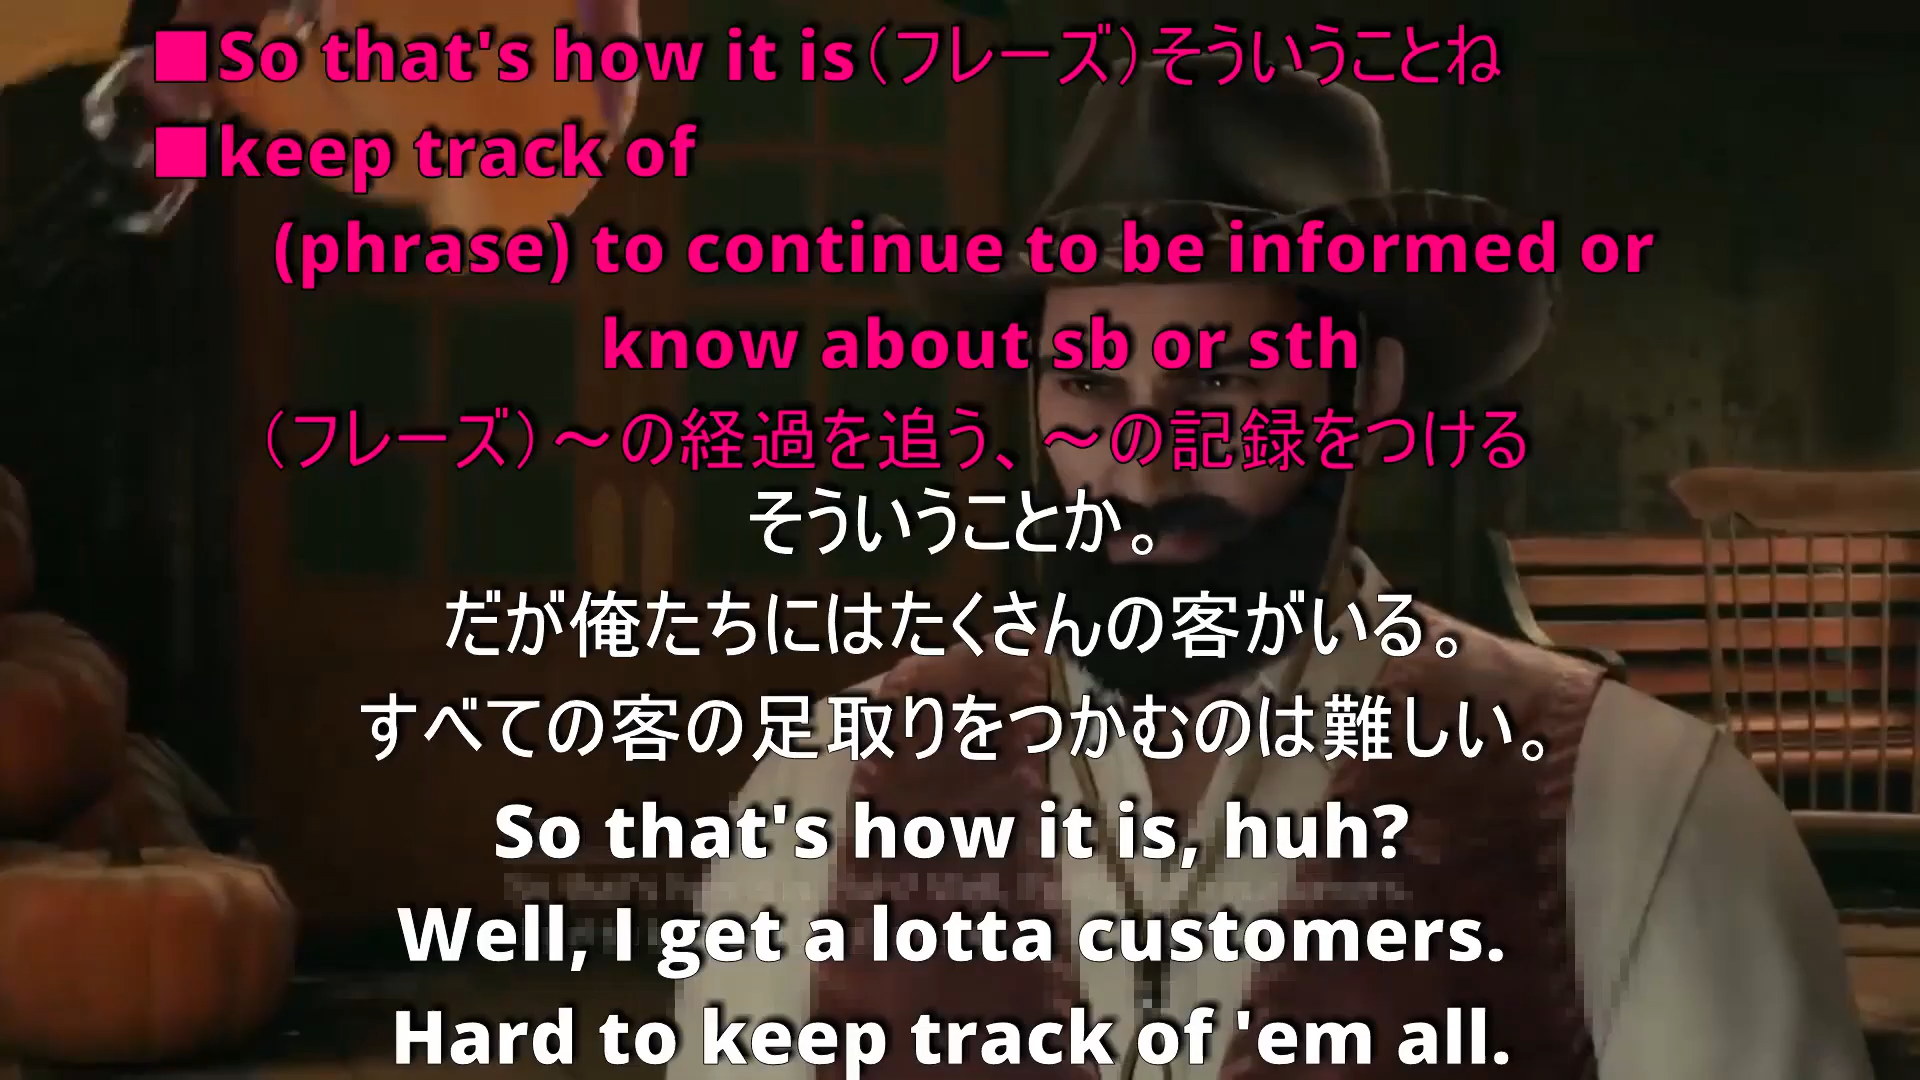 ■So that's how it is（フレーズ）そういうことね
■keep track of
(phrase) to continue to be informed or
know about sb or sth
（フレーズ）～の経過を追う、～の記録をつける
そういうことか。
だが俺たちにはたくさんの客がいる。
すべての客の足取りをつかむのは難しい。
So that's how it is, huh?
Well, I get a lotta customers.
Hard to keep track of 'em all.